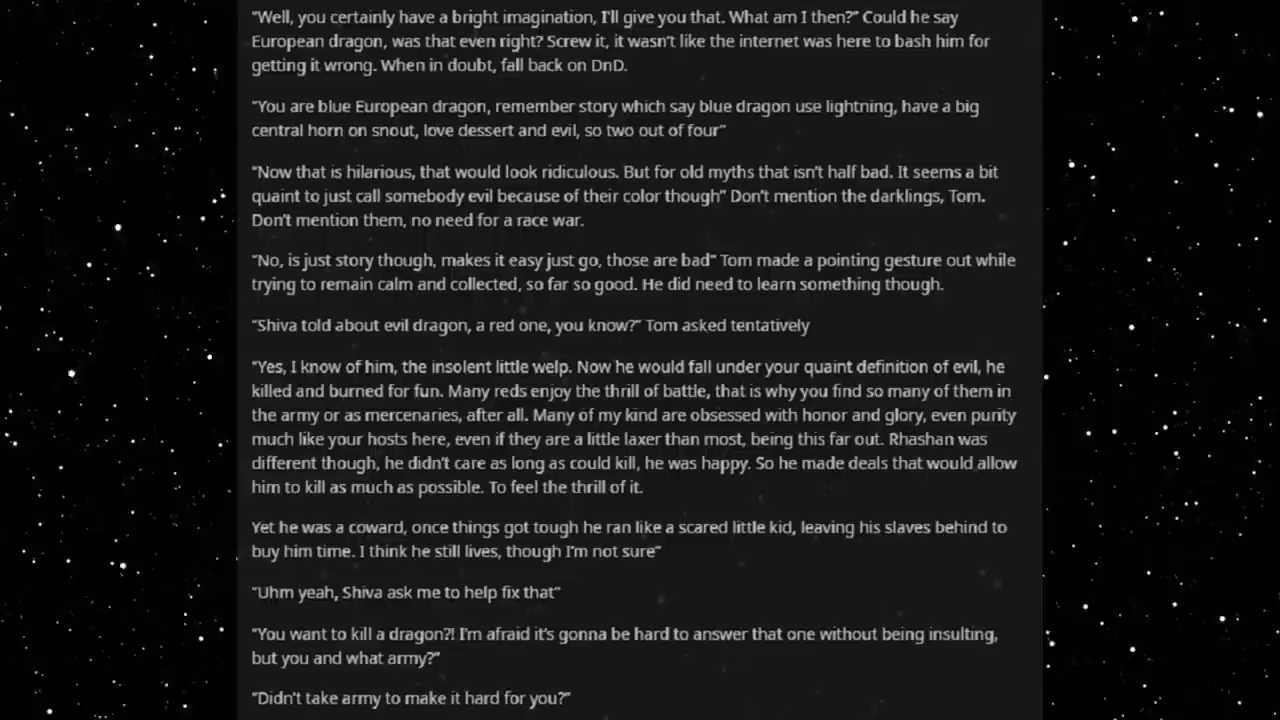 “Well, you certainly have a bright imagination, I’ll give you that. What am I then?” Could he say
European dragon, was that even right? Screw it, it wasn’t like the internet was here to bash him for
getting it wrong. When in doubt, fall back on DnD.
“You are blue European dragon, remember story which say blue dragon use lightning, have a big
central horn on snout, love dessert and evil, so two out of four”
“Now that is hilarious, that would look ridiculous. But for old myths that isn’t half bad. It seems a bit
quaint to just call somebody evil because of their color though” Don’t mention the darklings, Tom.
Don’t mention them, no need for a race war.
“No, is just story though, makes it easy just go, those are bad” Tom made a pointing gesture out while
trying to remain calm and collected, so far so good. He did need to learn something though.
“Shiva told about evil dragon, a red one, you know?” Tom asked tentatively
“Yes, I know of him, the insolent little welp. Now he would fall under your quaint definition of evil, he
killed and burned for fun. Many reds enjoy the thrill of battle, that is why you find so many of them in
the army or as mercenaries, after all. Many of my kind are obsessed with honor and glory, even purity
much like your hosts here, even if they are a little laxer than most, being this far out. Rhashan was
different though, he didn’t care as long as could kill, he was happy. So he made deals that would allow
him to kill as much as possible. To feel the thrill of it.
Yet he was a coward, once things got tough he ran like a scared little kid, leaving his slaves behind to
buy him time. I think he still lives, though I’m not sure”
“Uhm yeah, Shiva ask me to help fix that”
“You want to kill a dragon?! I’m afraid it’s gonna be hard to answer that one without being insulting,
but you and what army?”
“Didn’t take army to make it hard for you?”